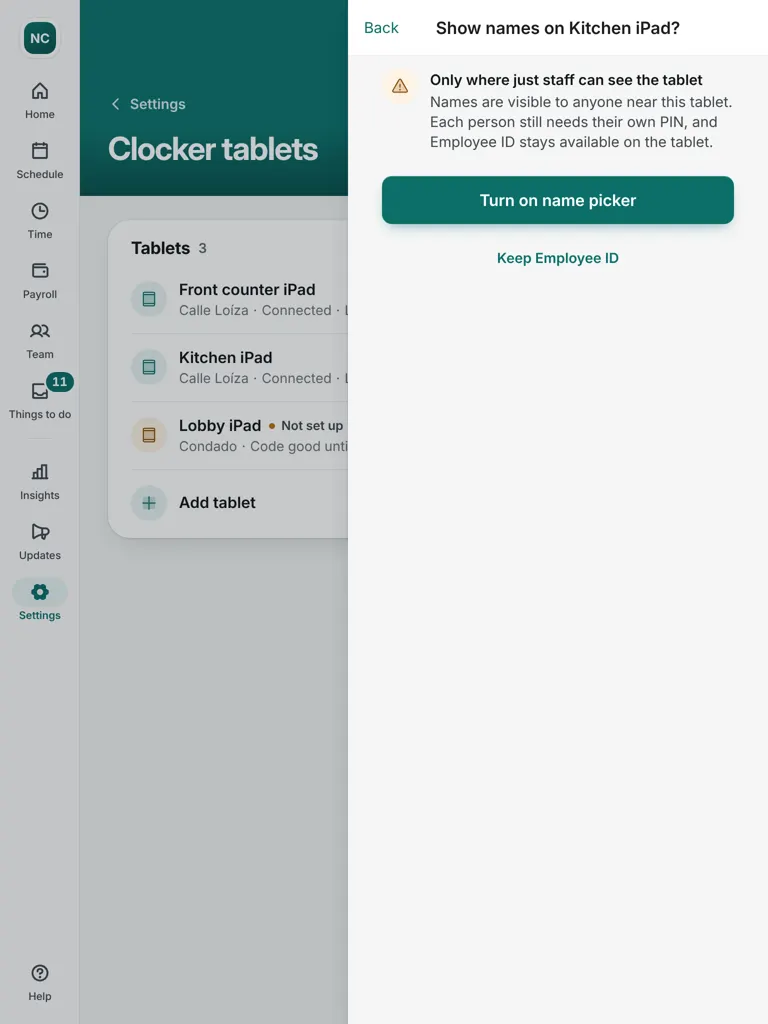 NC
Home
Schedule
Time
Payroll
Team
11
Things to do
Insights
Updates
Settings
Help
Settings
Clocker tablets
Tablets 3
Front counter iPad
Calle Loíza · Connected ·
Kitchen iPad
Calle Loíza · Connected ·
Lobby iPad • Not set up
Condado · Code good
Add tablet
Back
Show names on Kitchen iPad?
Only where just staff can see the tablet
Names are visible to anyone near this tablet.
Each person still needs their own PIN, and
Employee ID stays available on the tablet.
Turn on name picker
Keep Employee ID